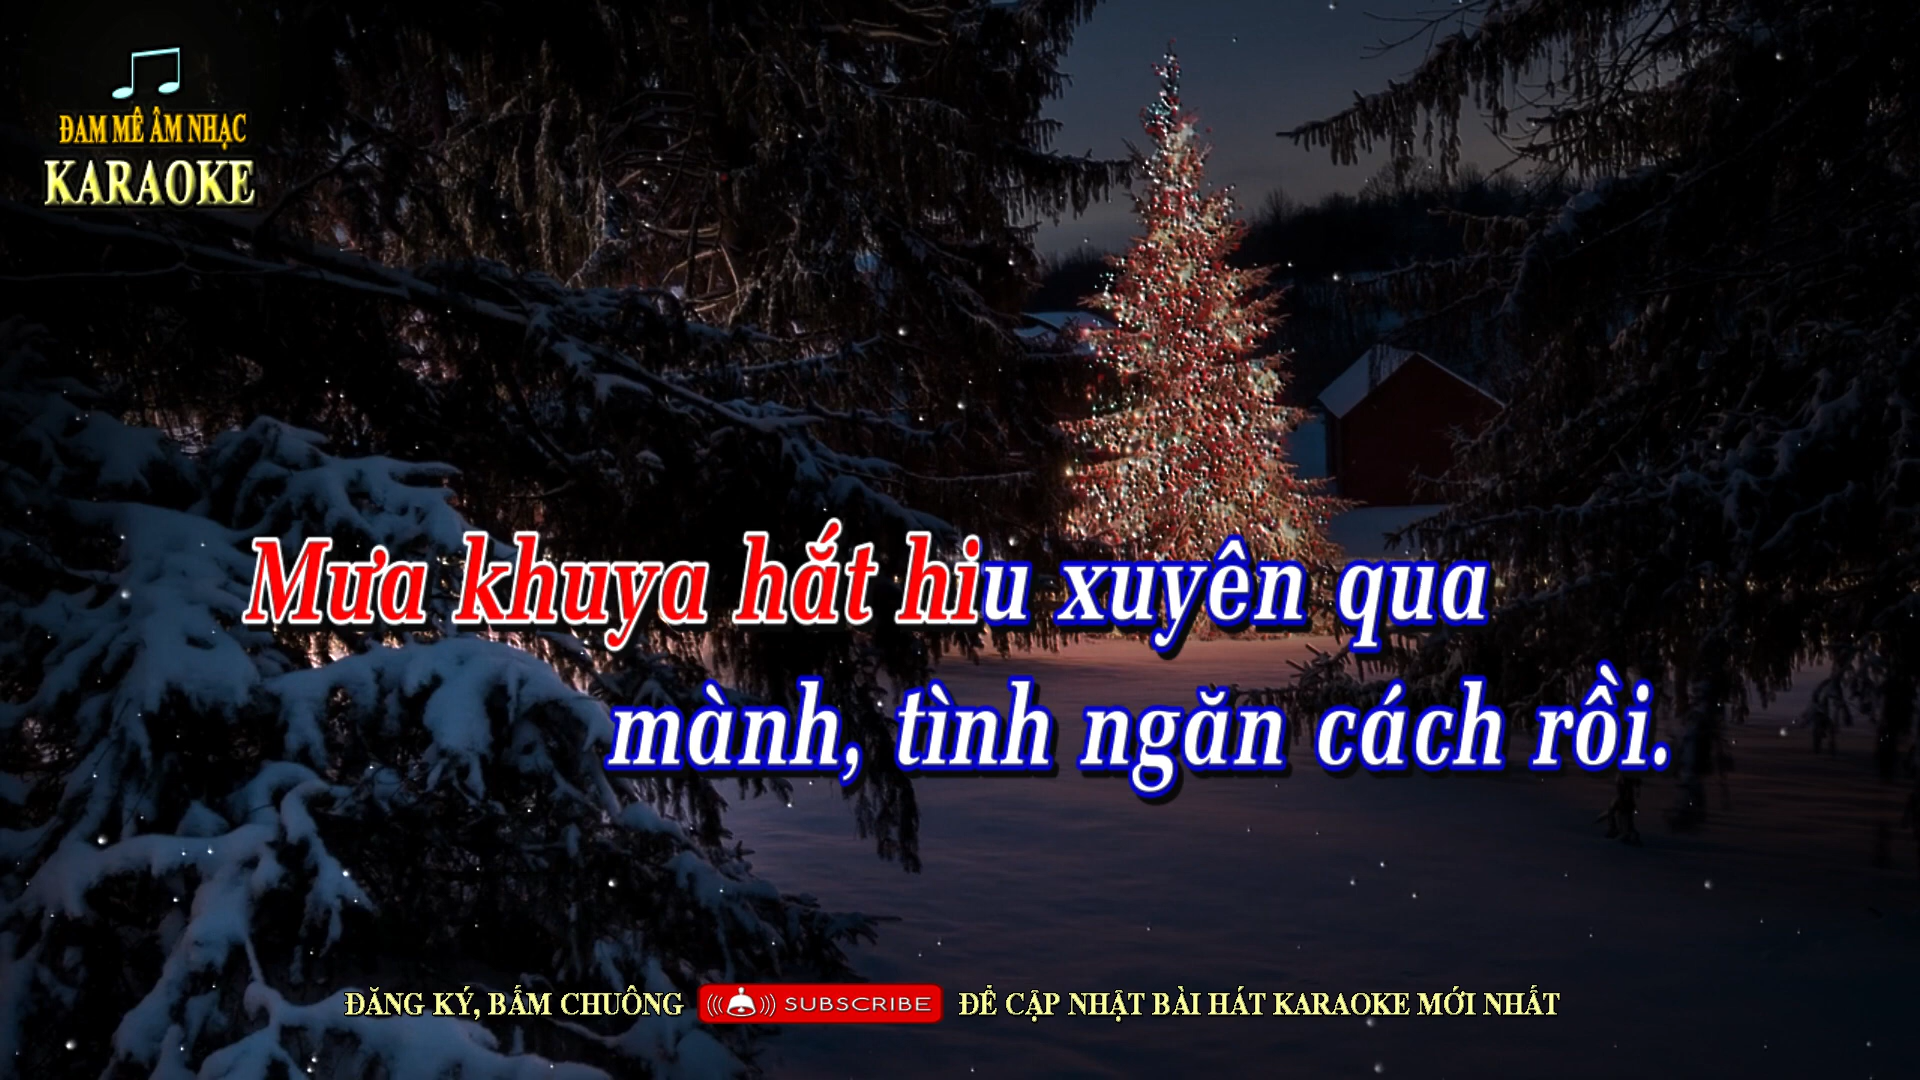 ĐAM MÊ ÂM NHẠC
KARAOKE
Mưa khuya hắt hiu xuyên qua
mành, tình ngăn cách rồi.
ĐĂNG KÝ, BẤM CHUÔNG SUBSCRIBE ĐỂ CẬP NHẬT BÀI HÁT KARAOKE MỚI NHẤT